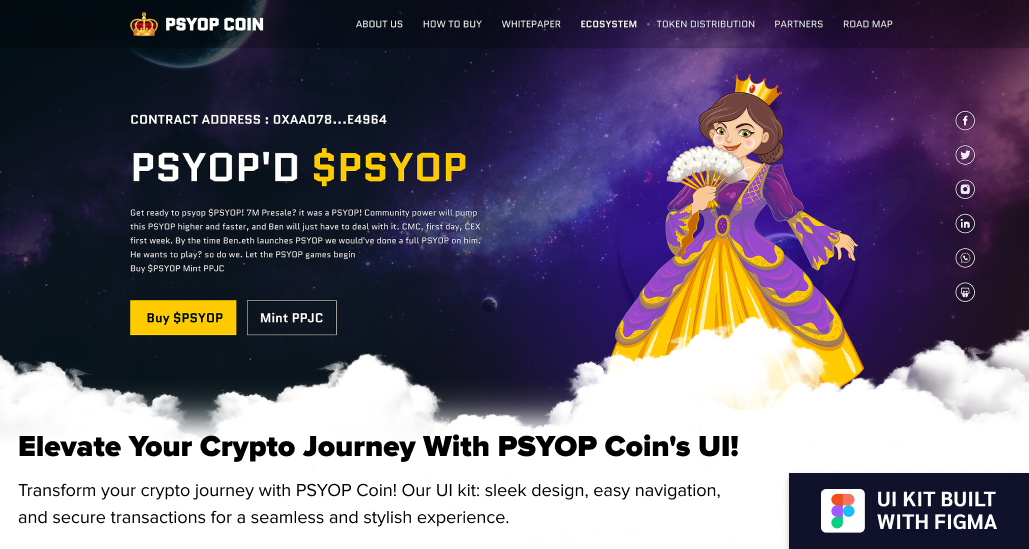 PSYOP COIN
ABOUT US HOW TO BUY WHITEPAPER ECOSYSTEM TOKEN DISTRIBUTION PARTNERS ROAD MAP
CONTRACT ADDRESS : 0XAA078...E4964
PSYOP'D $PSYOP
Get ready to psyop $PSYOP! 7M Presale? it was a PSYOP! Community power will pump
this PSYOP higher and faster, and Ben will just have to deal with it. CMC, first day, CEX
first week. By the time Ben.eth launches PSYOP we would've done a full PSYOP on him.
He wants to play? so do we. Let the PSYOP games begin
Buy $PSYOP Mint PPJC
Buy $PSYOP Mint PPJC
Elevate Your Crypto Journey With PSYOP Coin's UI!
Transform your crypto journey with PSYOP Coin! Our UI kit: sleek design, easy navigation,
and secure transactions for a seamless and stylish experience.
UI KIT BUILT
WITH FIGMA